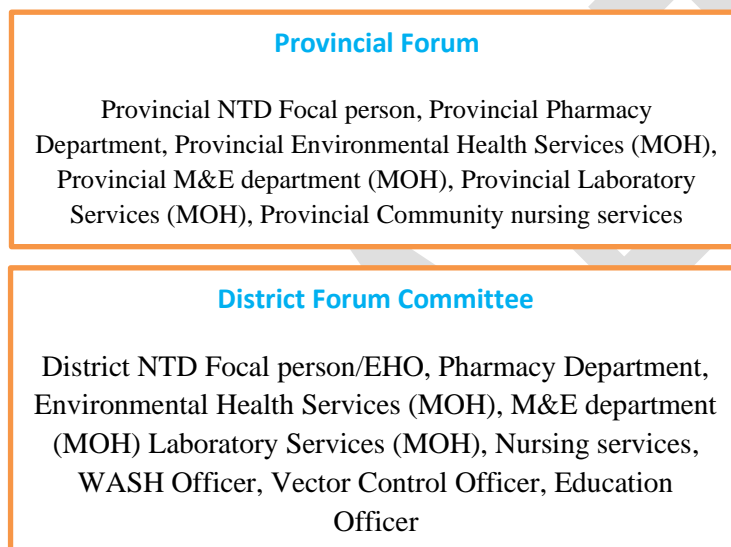 Provincial Forum
Provincial NTD Focal person, Provincial Pharmacy
Department, Provincial Environmental Health Services (MOH),
Provincial M&E department (MOH), Provincial Laboratory
Services (MOH), Provincial Community nursing services
District Forum Committee
District NTD Focal person/EHO, Pharmacy Department,
Environmental Health Services (MOH), M&E department
(MOH) Laboratory Services (MOH), Nursing services,
WASH Officer, Vector Control Officer, Education
Officer